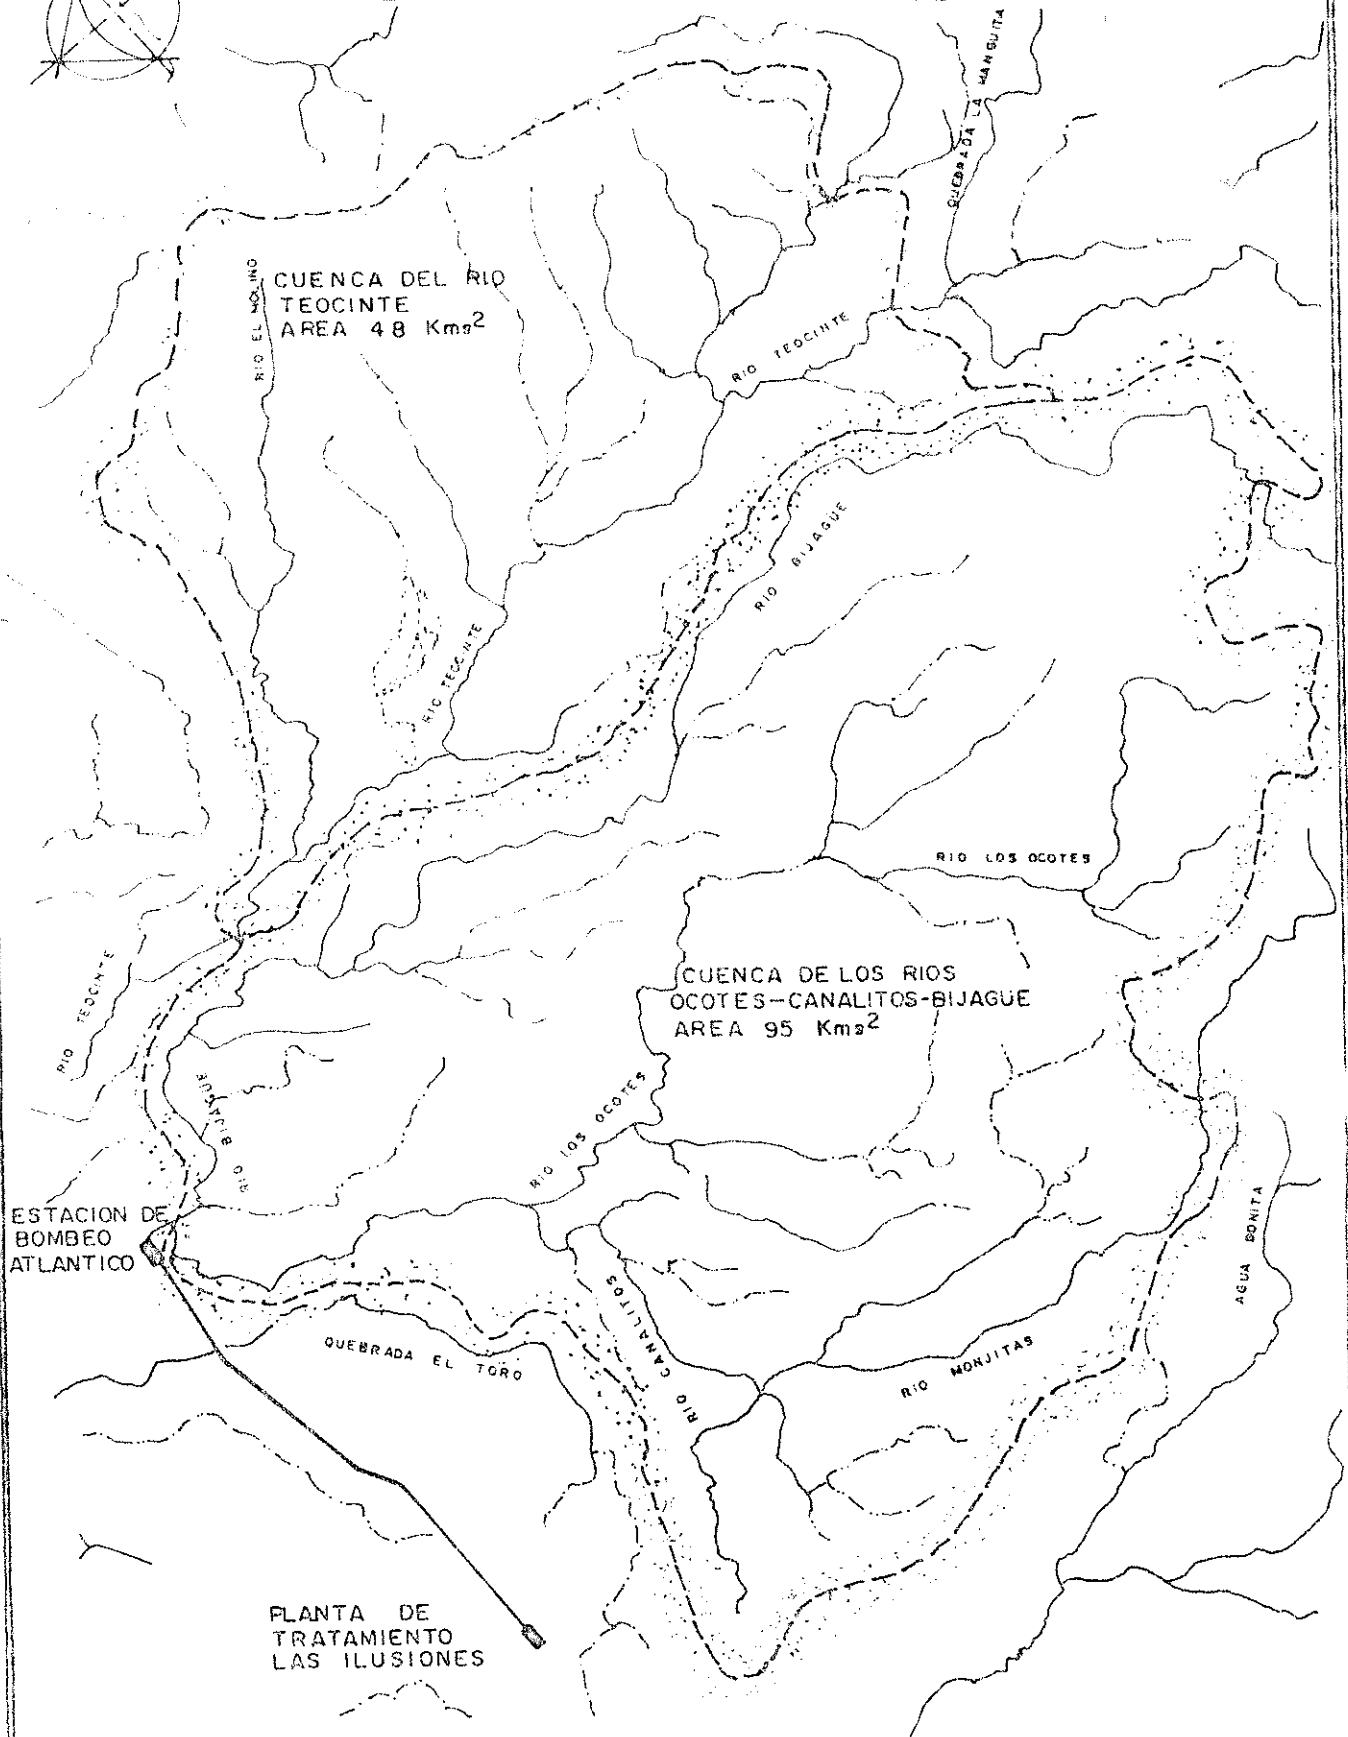 QUEBRADA LA MANGUITA
CUENCA DEL RIO
TEOCINTE
AREA 48 Kms²
RIO EL MOLINO
RIO TEOCINTE
RIO BIJAGUE
RIO TEOCINTE
RIO LOS OCOTES
CUENCA DE LOS RIOS
OCOTES-CANALITOS-BIJAGUE
AREA 95 Kms²
RIO TEOCINTE
RIO BIJAGUE
RIO LOS OCOTES
ESTACION DE
BOMBEO
ATLANTICO
AGUA BONITA
QUEBRADA EL TORO
RIO CANALITOS
RIO MONJITAS
PLANTA DE
TRATAMIENTO
LAS ILUSIONES